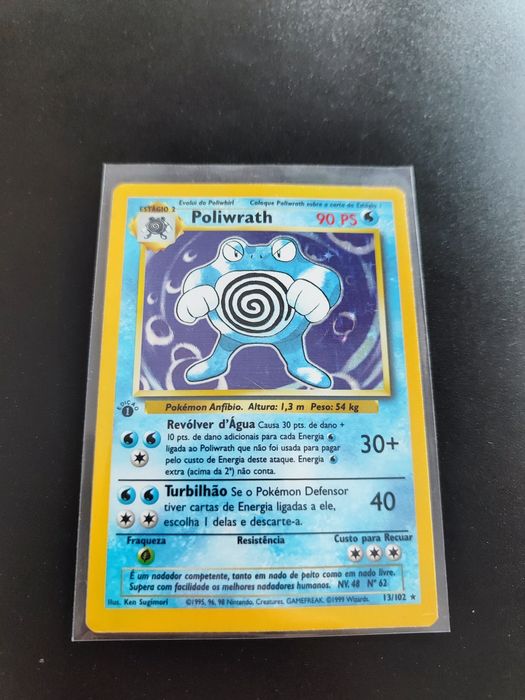 Evolui do Poliwhirl Coloque Poliwrath sobre a carta de Estágio 1
ESTÁGIO 2
Poliwrath 90 PS
EDIÇÃO
1
Pokémon Anfíbio. Altura: 1,3 m Peso: 54 kg
Revólver d'Água Causa 30 pts. de dano +
10 pts. de dano adicionais para cada Energia
ligada ao Poliwrath que não foi usada para pagar
pelo custo de Energia deste ataque. Energia
extra (acima da 2ª) não conta.
30+
Turbilhão Se o Pokémon Defensor
tiver cartas de Energia ligadas a ele,
escolha 1 delas e descarte-a.
40
Fraqueza Resistência Custo para Recuar
É um nadador competente, tanto em nado de peito como em nado livre.
Supera com facilidade os melhores nadadores humanos. NV. 48 Nº 62
Ilus. Ken Sugimori ©1995, 96, 98 Nintendo, Creatures, GAMEFREAK. ©1999 Wizards. 13/102 ★